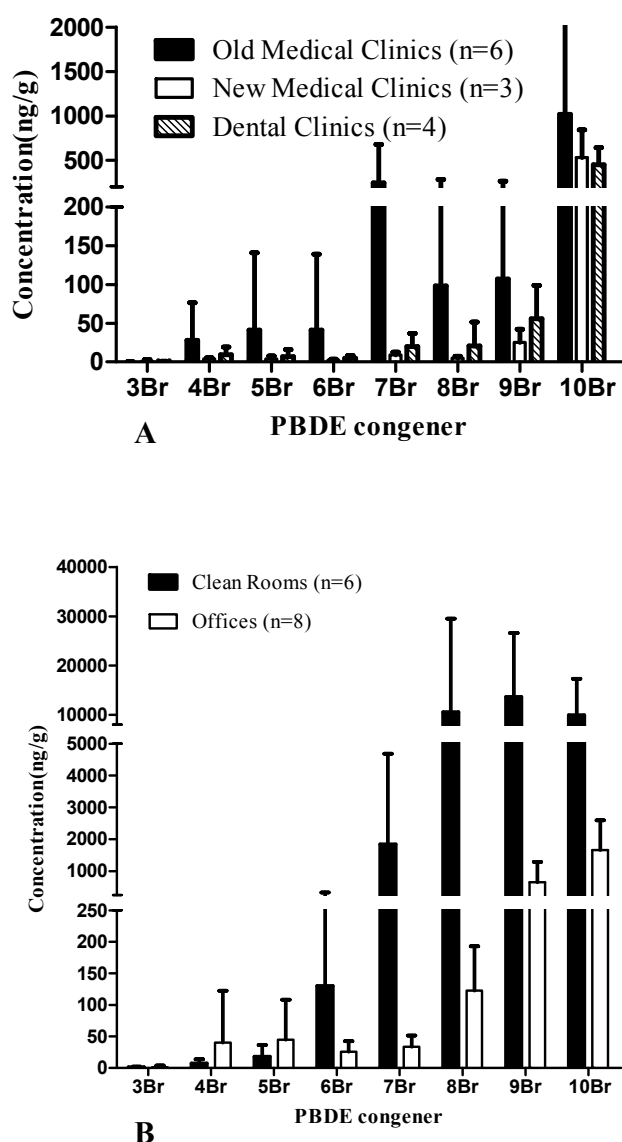 2000
1000
500
200
150
100
50
0
Concentration(ng/g)
Old Medical Clinics (n=6)
New Medical Clinics (n=3)
Dental Clinics (n=4)
3Br 4Br 5Br 6Br 7Br 8Br 9Br 10Br
A
PBDE congener
40000
30000
20000
10000
5000
4000
3000
2000
1000
250
200
150
100
50
0
Concentration(ng/g)
Clean Rooms (n=6)
Offices (n=8)
3Br 4Br 5Br 6Br 7Br 8Br 9Br 10Br
PBDE congener
B